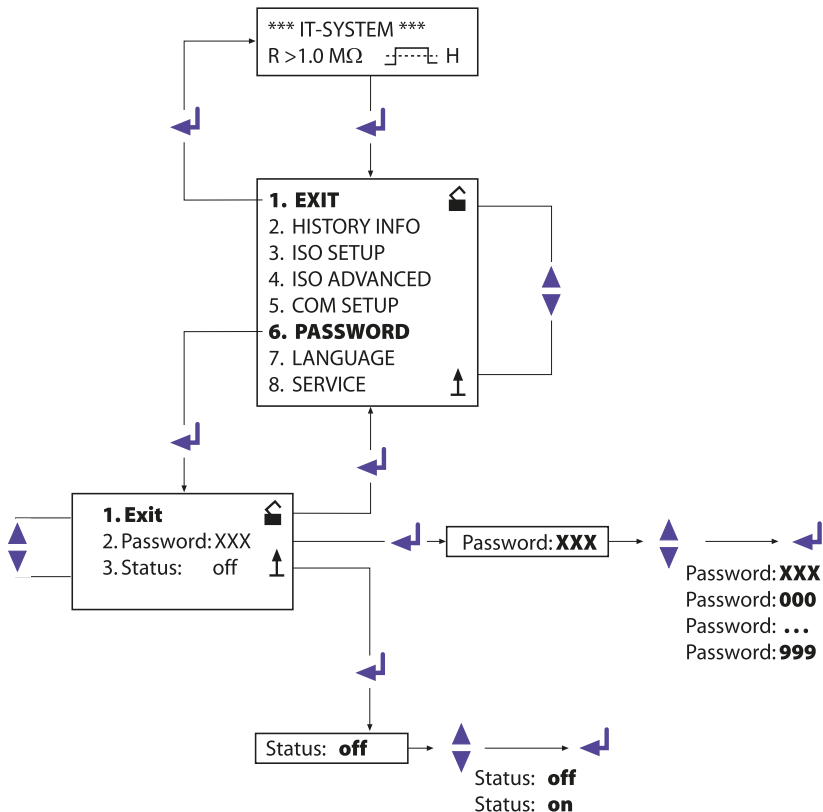 *** IT-SYSTEM ***
R >1.0 MΩ H
1. EXIT
2. HISTORY INFO
3. ISO SETUP
4. ISO ADVANCED
5. COM SETUP
6. PASSWORD
7. LANGUAGE
8. SERVICE
1. Exit
2. Password: XXX
3. Status: off
Password: XXX
Password: XXX
Password: 000
Password: ...
Password: 999
Status: off
Status: off
Status: on